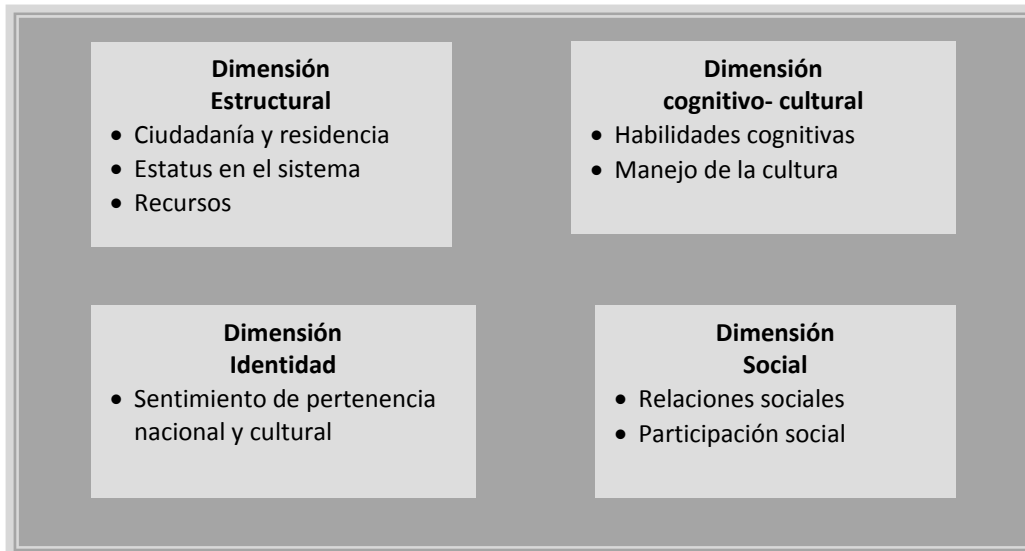 Dimensión
Estructural
• Ciudadanía y residencia
• Estatus en el sistema
• Recursos
Dimensión
cognitivo- cultural
• Habilidades cognitivas
• Manejo de la cultura
Dimensión
Identidad
• Sentimiento de pertenencia
nacional y cultural
Dimensión
Social
• Relaciones sociales
• Participación social